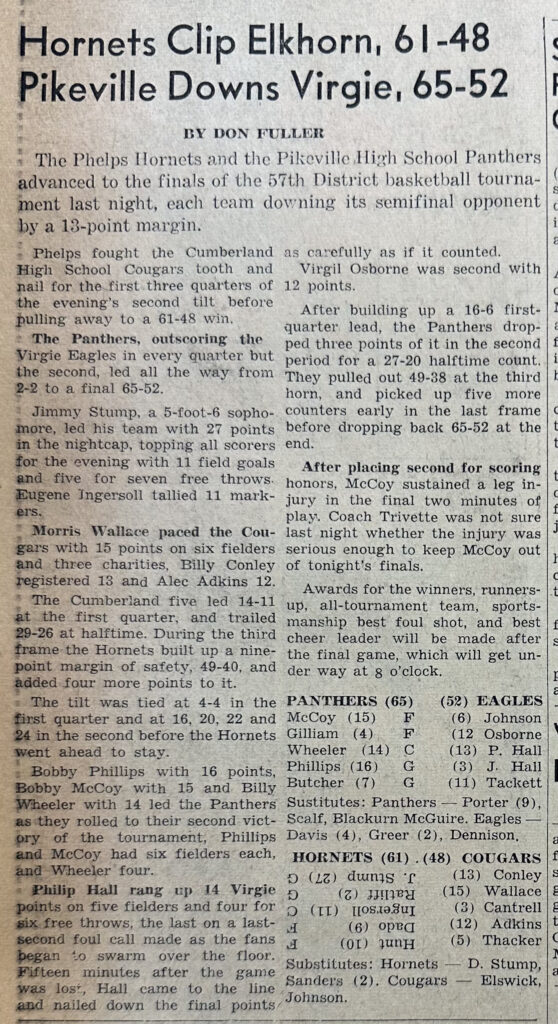 Hornets Clip Elkhorn, 61-48
Pikeville Downs Virgie, 65-52
BY DON FULLER
The Phelps Hornets and the Pikeville High School Panthers
advanced to the finals of the 57th District basketball tourna-
ment last night, each team downing its semifinal opponent
by a 13-point margin.
Phelps fought the Cumberland
High School Cougars tooth and
nail for the first three quarters of
the evening's second tilt before
pulling away to a 61-48 win.
The Panthers, outscoring the
Virgie Eagles in every quarter but
the second, led all the way from
2-2 to a final 65-52.
Jimmy Stump, a 5-foot-6 sopho-
more, led his team with 27 points
in the nightcap, topping all scorers
for the evening with 11 field goals
and five for seven free throws.
Eugene Ingersoll tallied 11 mark-
ers.
Morris Wallace paced the Cou-
gars with 15 points on six fielders
and three charities, Billy Conley
registered 13 and Alec Adkins 12.
The Cumberland five led 14-11
at the first quarter, and trailed
29-26 at halftime. During the third
frame the Hornets built up a nine-
point margin of safety, 49-40, and
added four more points to it.
The tilt was tied at 4-4 in the
first quarter and at 16, 20, 22 and
24 in the second before the Hornets
went ahead to stay.
Bobby Phillips with 16 points,
Bobby McCoy with 15 and Billy
Wheeler with 14 led the Panthers
as they rolled to their second vict-
ory of the tournament, Phillips
and McCoy had six fielders each,
and Wheeler four.
Philip Hall rang up 14 Virgie
points on five fielders and four for
six free throws, the last on a last-
second foul call made as the fans
began to swarm over the floor.
Fifteen minutes after the game
was lost, Hall came to the line
and nailed down the final points
as carefully as if it counted.
Virgil Osborne was second with
12 points.
After building up a 16-6 first-
quarter lead, the Panthers drop-
ped three points of it in the second
period for a 27-20 halftime count.
They pulled out 49-38 at the third
horn, and picked up five more
counters early in the last frame
before dropping back 65-52 at the
end.
After placing second for scoring
honors, McCoy sustained a leg in-
jury in the final two minutes of
play. Coach Trivette was not sure
last night whether the injury was
serious enough to keep McCoy out
of tonight's finals.
Awards for the winners, runners-
up, all-tournament team, sports-
manship best foul shot, and best
cheer leader will be made after
the final game, which will get un-
der way at 8 o'clock.
PANTHERS (65) (52) EAGLES
McCoy (15) F (6) Johnson
Gilliam (4) F (12 Osborne
Wheeler (14) C (13) P. Hall
Phillips (16) G (3) J. Hall
Butcher (7) G (11) Tackett
Sustitutes: Panthers — Porter (9),
Scalf, Blackurn McGuire. Eagles —
Davis (4), Greer (2), Dennison.
HORNETS (61) . (48) COUGARS
J. Stump (27) G (13) Conley
Ratliff (2) G (15) Wallace
Ingersoll (11) C (3) Cantrell
Dado (9) F (12) Adkins
Hunt (10) F (5) Thacker
Substitutes: Hornets — D. Stump,
Sanders (2). Cougars — Elswick,
Johnson.